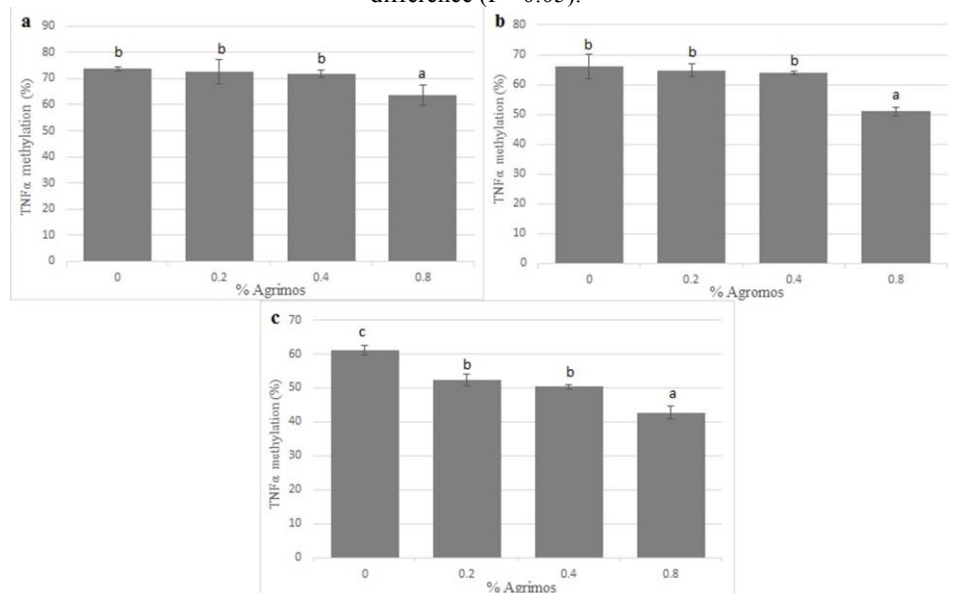 difference (P
0.05).
a
TNFα methylation (%)
90
80
70
60
50
40
30
20
10
0
b
b
b
a
0
0.2
0.4
0.8
% Agrimos
b
TNFα methylation (%)
80
70
60
50
40
30
20
10
0
b
b
b
a
0
0.2
0.4
0.8
% Agromos
c
TNFα methylation (%)
70
60
50
40
30
20
10
0
c
b
b
a
0
0.2
0.4
0.8
% Agrimos